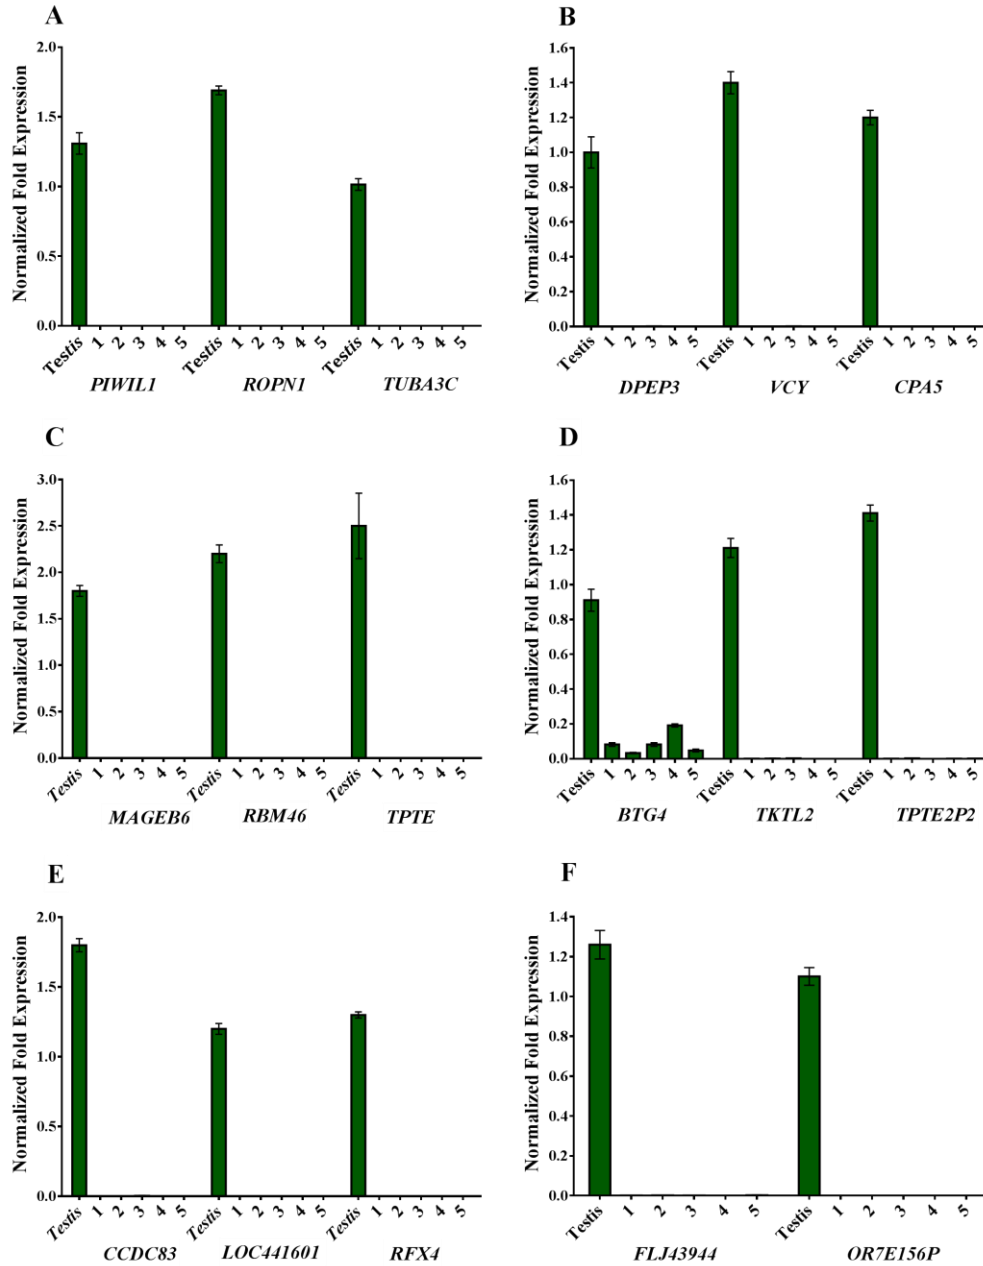 A
Normalized Fold Expression
2.0
1.5
1.0
0.5
0.0
Testis 1 2 3 4 5 Testis 1 2 3 4 5 Testis 1 2 3 4 5
PIWIL1 ROPN1 TUBA3C
B
Normalized Fold Expression
1.6
1.4
1.2
1.0
0.8
0.6
0.4
0.2
0.0
Testis 1 2 3 4 5 Testis 1 2 3 4 5 Testis 1 2 3 4 5
DPEP3 VCY CPA5
C
Normalized Fold Expression
3.0
2.5
2.0
1.5
1.0
0.5
0.0
Testis 1 2 3 4 5 Testis 1 2 3 4 5 Testis 1 2 3 4 5
MAGEB6 RBM46 TPTE
D
Normalized Fold Expression
1.6
1.4
1.2
1.0
0.8
0.6
0.4
0.2
0.0
Testis 1 2 3 4 5 Testis 1 2 3 4 5 Testis 1 2 3 4 5
BTG4 TKTL2 TPTE2P2
E
Normalized Fold Expression
2.0
1.5
1.0
0.5
0.0
Testis 1 2 3 4 5 Testis 1 2 3 4 5 Testis 1 2 3 4 5
CCDC83 LOC441601 RFX4
F
Normalized Fold Expression
1.4
1.2
1.0
0.8
0.6
0.4
0.2
0.0
Testis 1 2 3 4 5 Testis 1 2 3 4 5
FLJ43944 OR7E156P